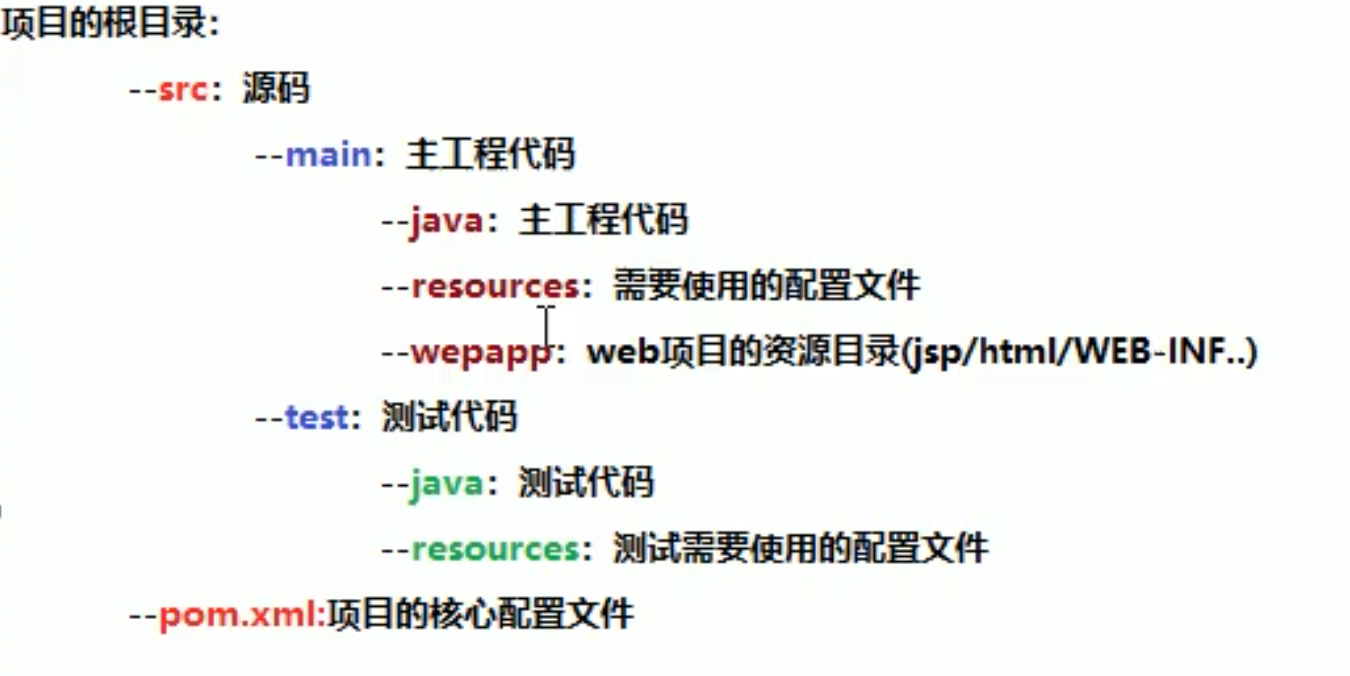 项目的根目录：
--src：源码
--main：主工程代码
--java：主工程代码
--resources：需要使用的配置文件
--wepapp：web项目的资源目录(jsp/html/WEB-INF..)
--test：测试代码
--java：测试代码
--resources：测试需要使用的配置文件
--pom.xml:项目的核心配置文件